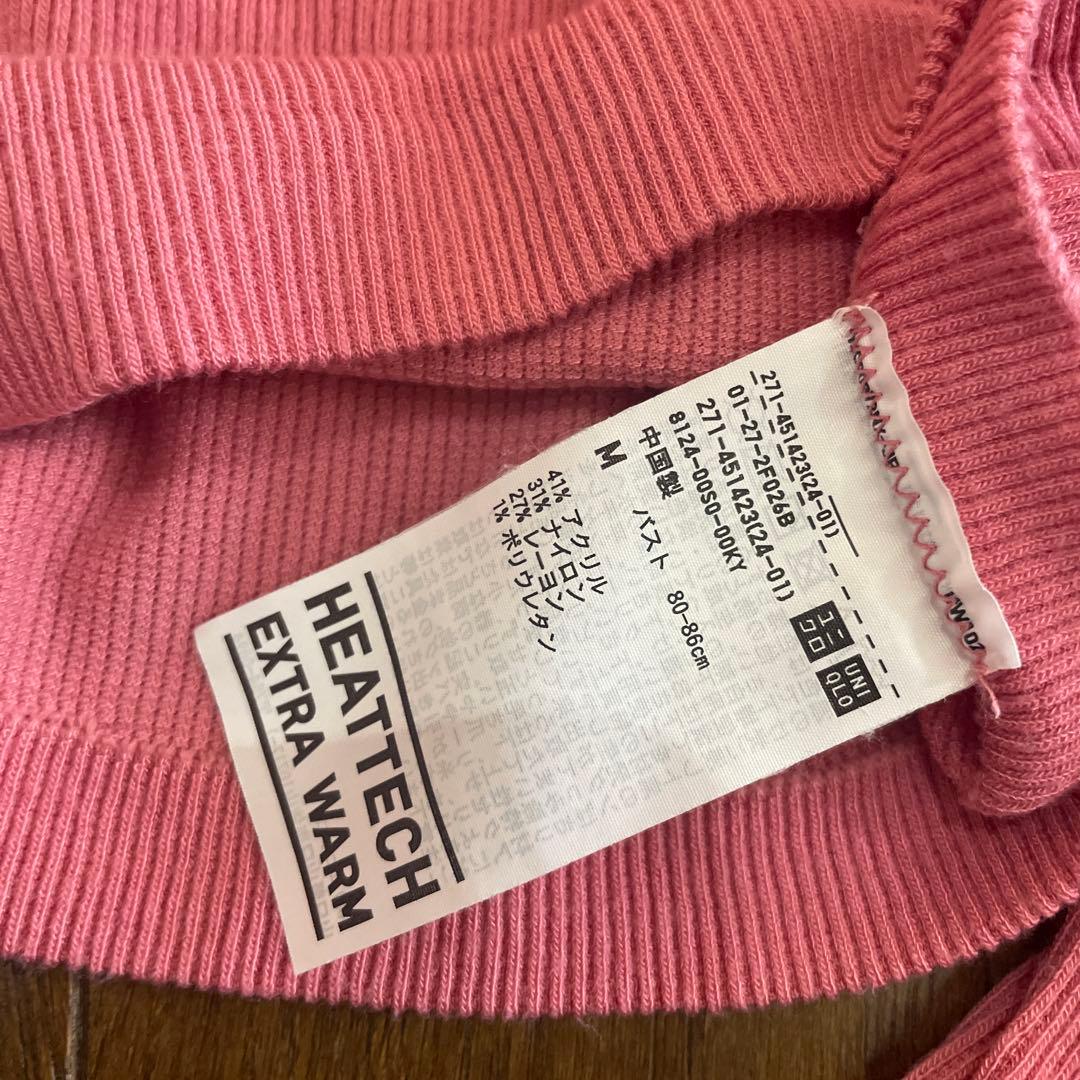 271-451423(24-01)
01-27-2F026B
271-451423(24-01)
8124-00S0-00KY
中国製
M バスト 80-86cm
41% アクリル
31% ナイロン
27% レーヨン
1% ポリウレタン
ユニ
クロ
UNI
QLO
HEATTECH
EXTRA WARM